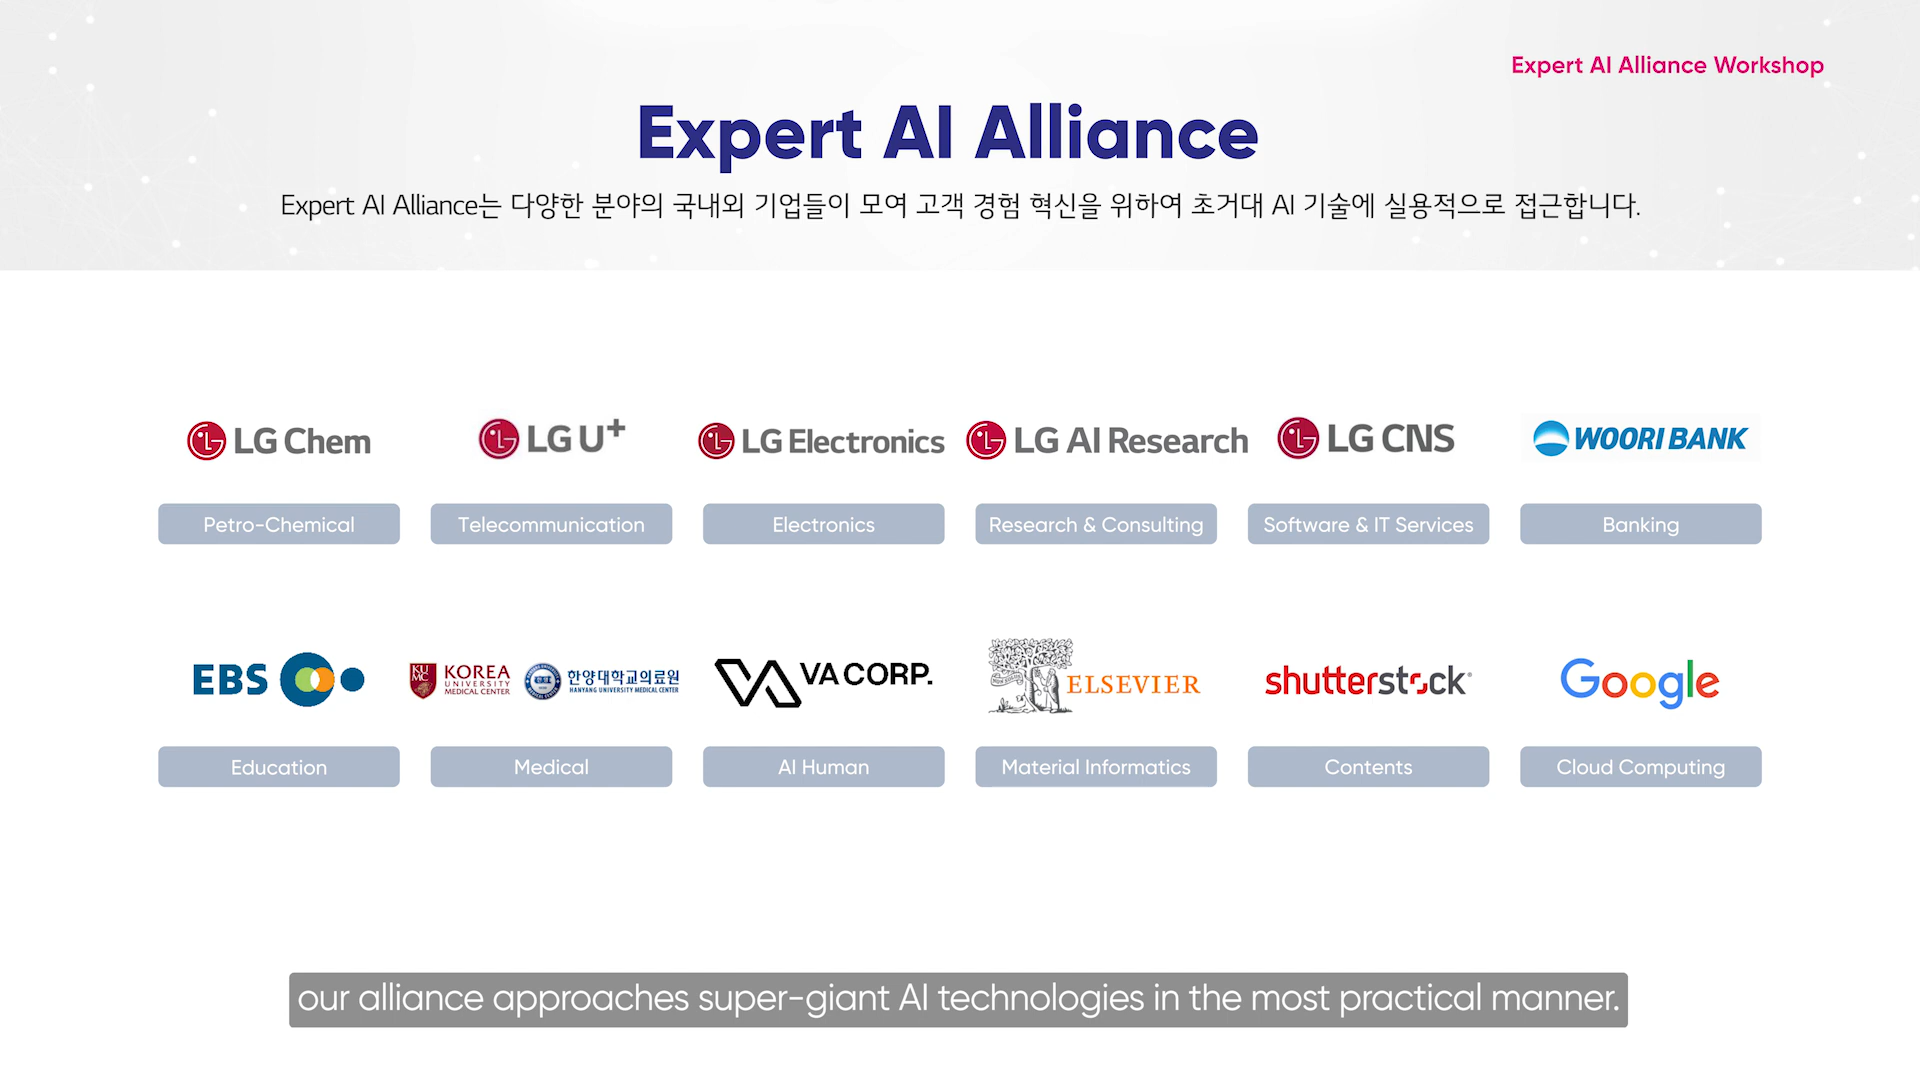 Expert AI Alliance Workshop
Expert AI Alliance
Expert AI Alliance는 다양한 분야의 국내외 기업들이 모여 고객 경험 혁신을 위하여 초거대 AI 기술에 실용적으로 접근합니다.
LG Chem
LG U+
LG Electronics
LG AI Research
LG CNS
WOORI BANK
Petro-Chemical
Telecommunication
Electronics
Research & Consulting
Software & IT Services
Banking
EBS
KU
MC
KOREA
UNIVERSITY
MEDICAL CENTER
한양대학교의료원
HANYANG UNIVERSITY MEDICAL CENTER
VA CORP.
ELSEVIER
shutterstock
Google
Education
Medical
AI Human
Material Informatics
Contents
Cloud Computing
our alliance approaches super-giant AI technologies in the most practical manner.